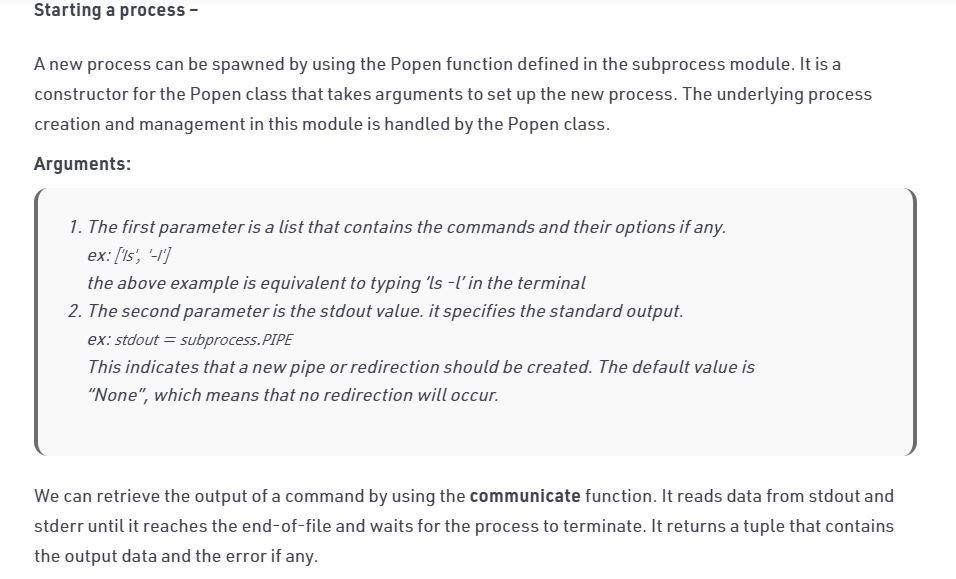 Starting a process –
A new process can be spawned by using the Popen function defined in the subprocess module. It is a
constructor for the Popen class that takes arguments to set up the new process. The underlying process
creation and management in this module is handled by the Popen class.
Arguments:
1. The first parameter is a list that contains the commands and their options if any.
ex: ['ls', '-l']
the above example is equivalent to typing ‘ls -l’ in the terminal
2. The second parameter is the stdout value. it specifies the standard output.
ex: stdout = subprocess.PIPE
This indicates that a new pipe or redirection should be created. The default value is
“None”, which means that no redirection will occur.
We can retrieve the output of a command by using the communicate function. It reads data from stdout and
stderr until it reaches the end-of-file and waits for the process to terminate. It returns a tuple that contains
the output data and the error if any.